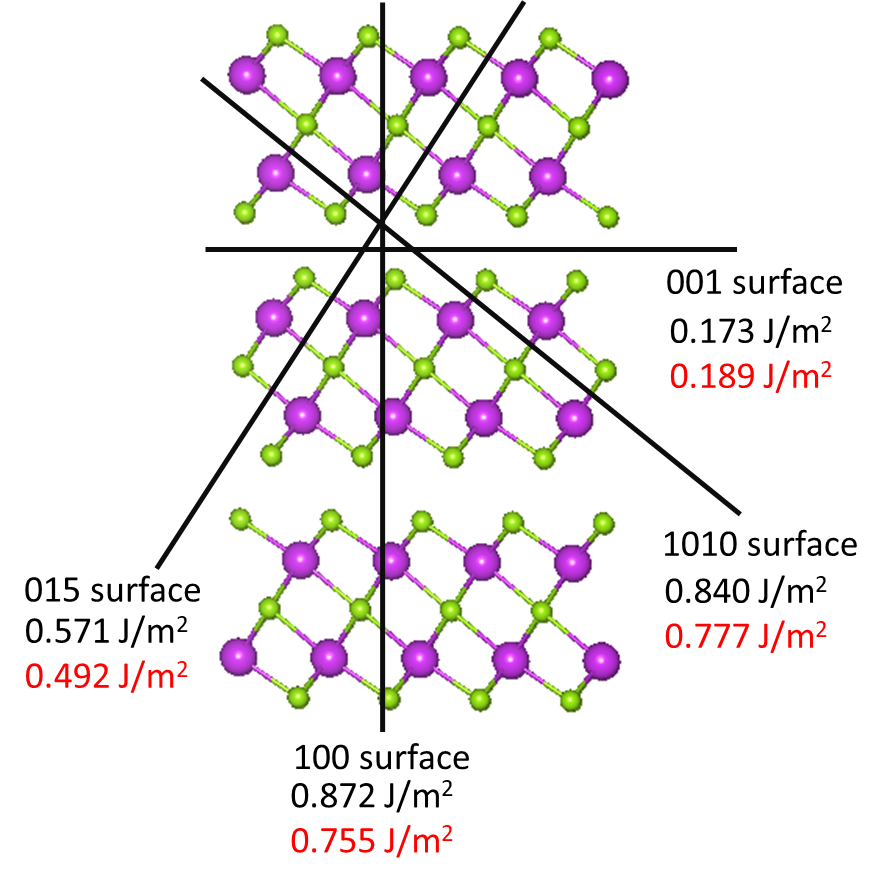 001 surface
0.173 J/m²
0.189 J/m²
1010 surface
0.840 J/m²
0.777 J/m²
015 surface
0.571 J/m²
0.492 J/m²
100 surface
0.872 J/m²
0.755 J/m²